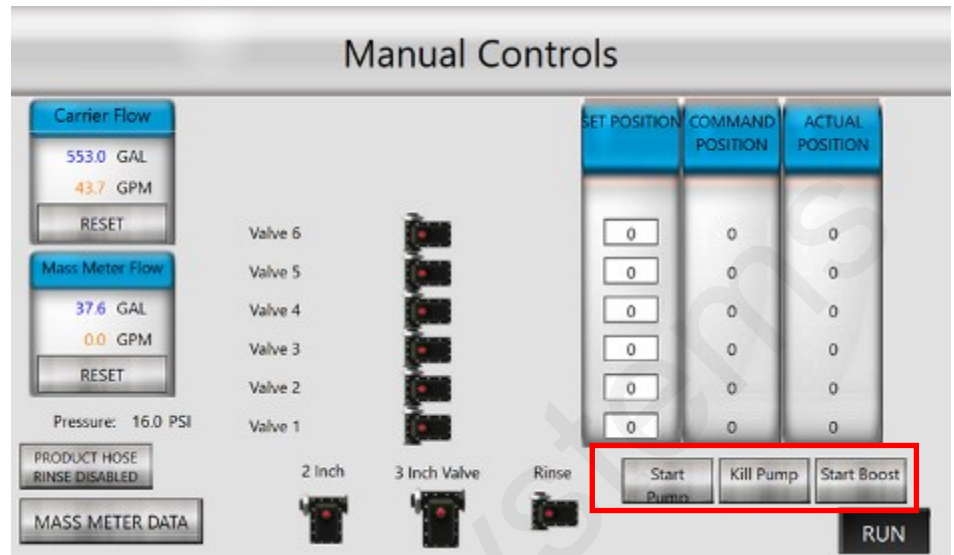 Manual Controls
Carrier Flow
553.0 GAL
43.7 GPM
RESET
Mass Meter Flow
37.6 GAL
0.0 GPM
RESET
Pressure: 16.0 PSI
PRODUCT HOSE
RINSE DISABLED
MASS METER DATA
SET POSITION COMMAND POSITION ACTUAL POSITION
Valve 6 0 0 0
Valve 5 0 0 0
Valve 4 0 0 0
Valve 3 0 0 0
Valve 2 0 0 0
Valve 1 0 0 0
2 Inch 3 Inch Valve Rinse
Start Pump Kill Pump Start Boost
RUN